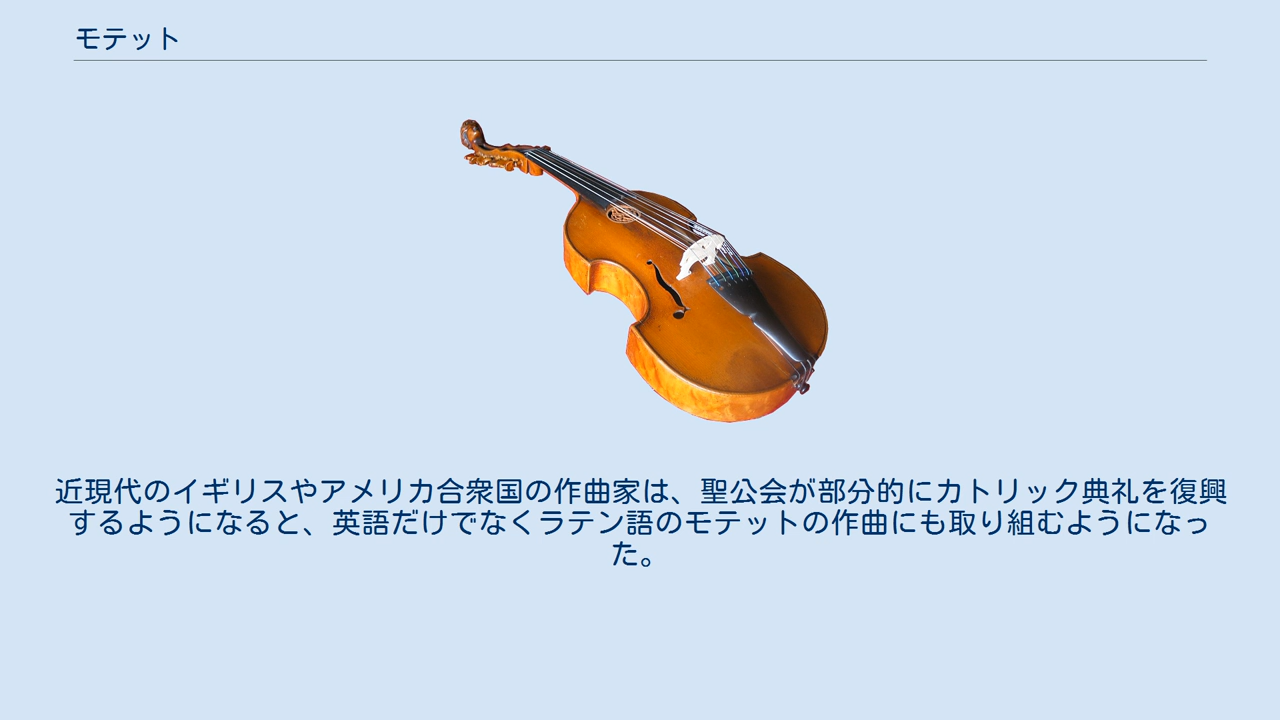 モテット
近現代のイギリスやアメリカ合衆国の作曲家は、聖公会が部分的にカトリック典礼を復興
するようになると、英語だけでなくラテン語のモテットの作曲にも取り組むようになっ
た。